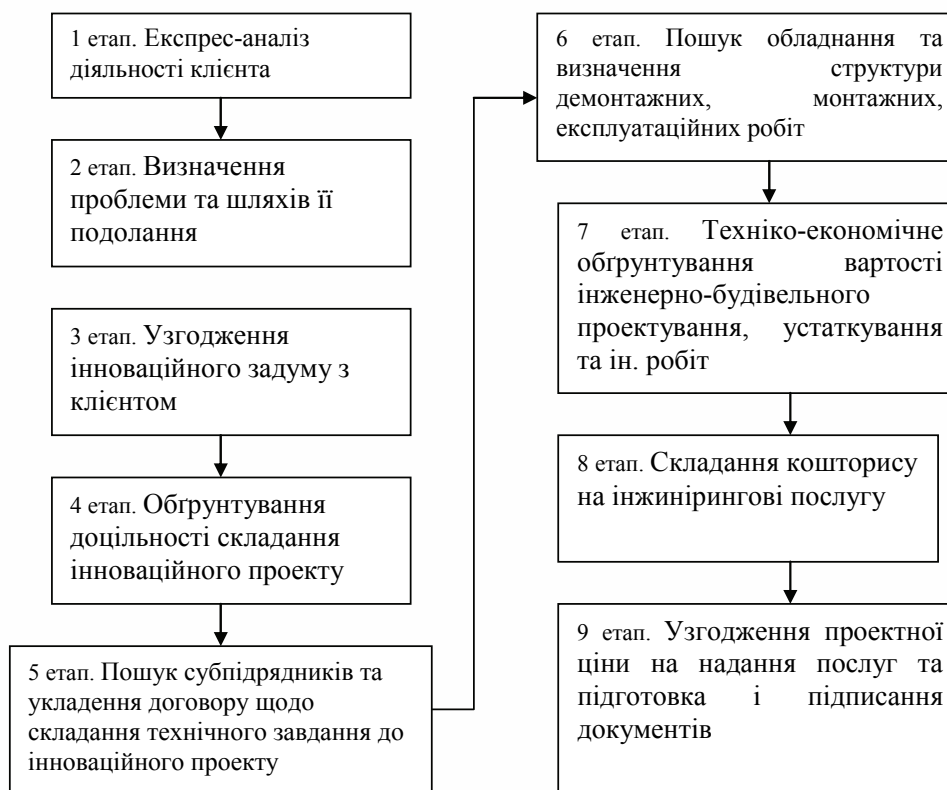 1 етап. Експрес-аналіз
діяльності клієнта
2 етап. Визначення
проблеми та шляхів її
подолання
3 етап. Узгодження
інноваційного задуму з
клієнтом
4 етап. Обґрунтування
доцільності складання
інноваційного проекту
5 етап. Пошук субпідрядників та
укладення договору щодо
складання технічного завдання до
інноваційного проекту
6 етап. Пошук обладнання та
визначення структури
демонтажних, монтажних,
експлуатаційних робіт
7 етап. Техніко-економічне
обґрунтування вартості
інженерно-будівельного
проектування, устаткування
та ін. робіт
8 етап. Складання кошторису
на інжинірингові послугу
9 етап. Узгодження проектної
ціни на надання послуг та
підготовка і підписання
документів